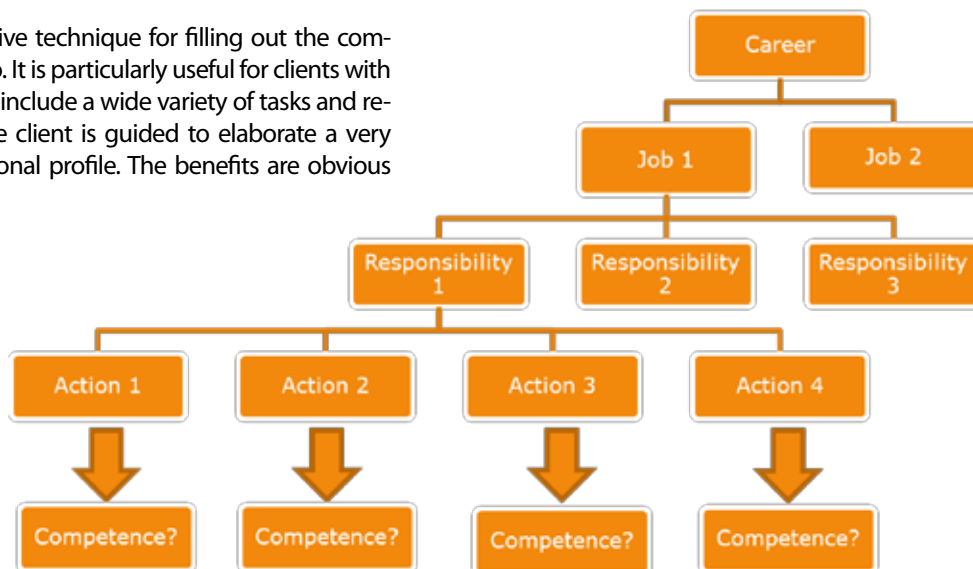 ive technique for filling out the com-
. It is particularly useful for clients with
include a wide variety of tasks and re-
e client is guided to elaborate a very
onal profile. The benefits are obvious
Career
Job 1
Job 2
Responsibility
1
Responsibility
2
Responsibility
3
Action 1
Action 2
Action 3
Action 4
Competence?
Competence?
Competence?
Competence?